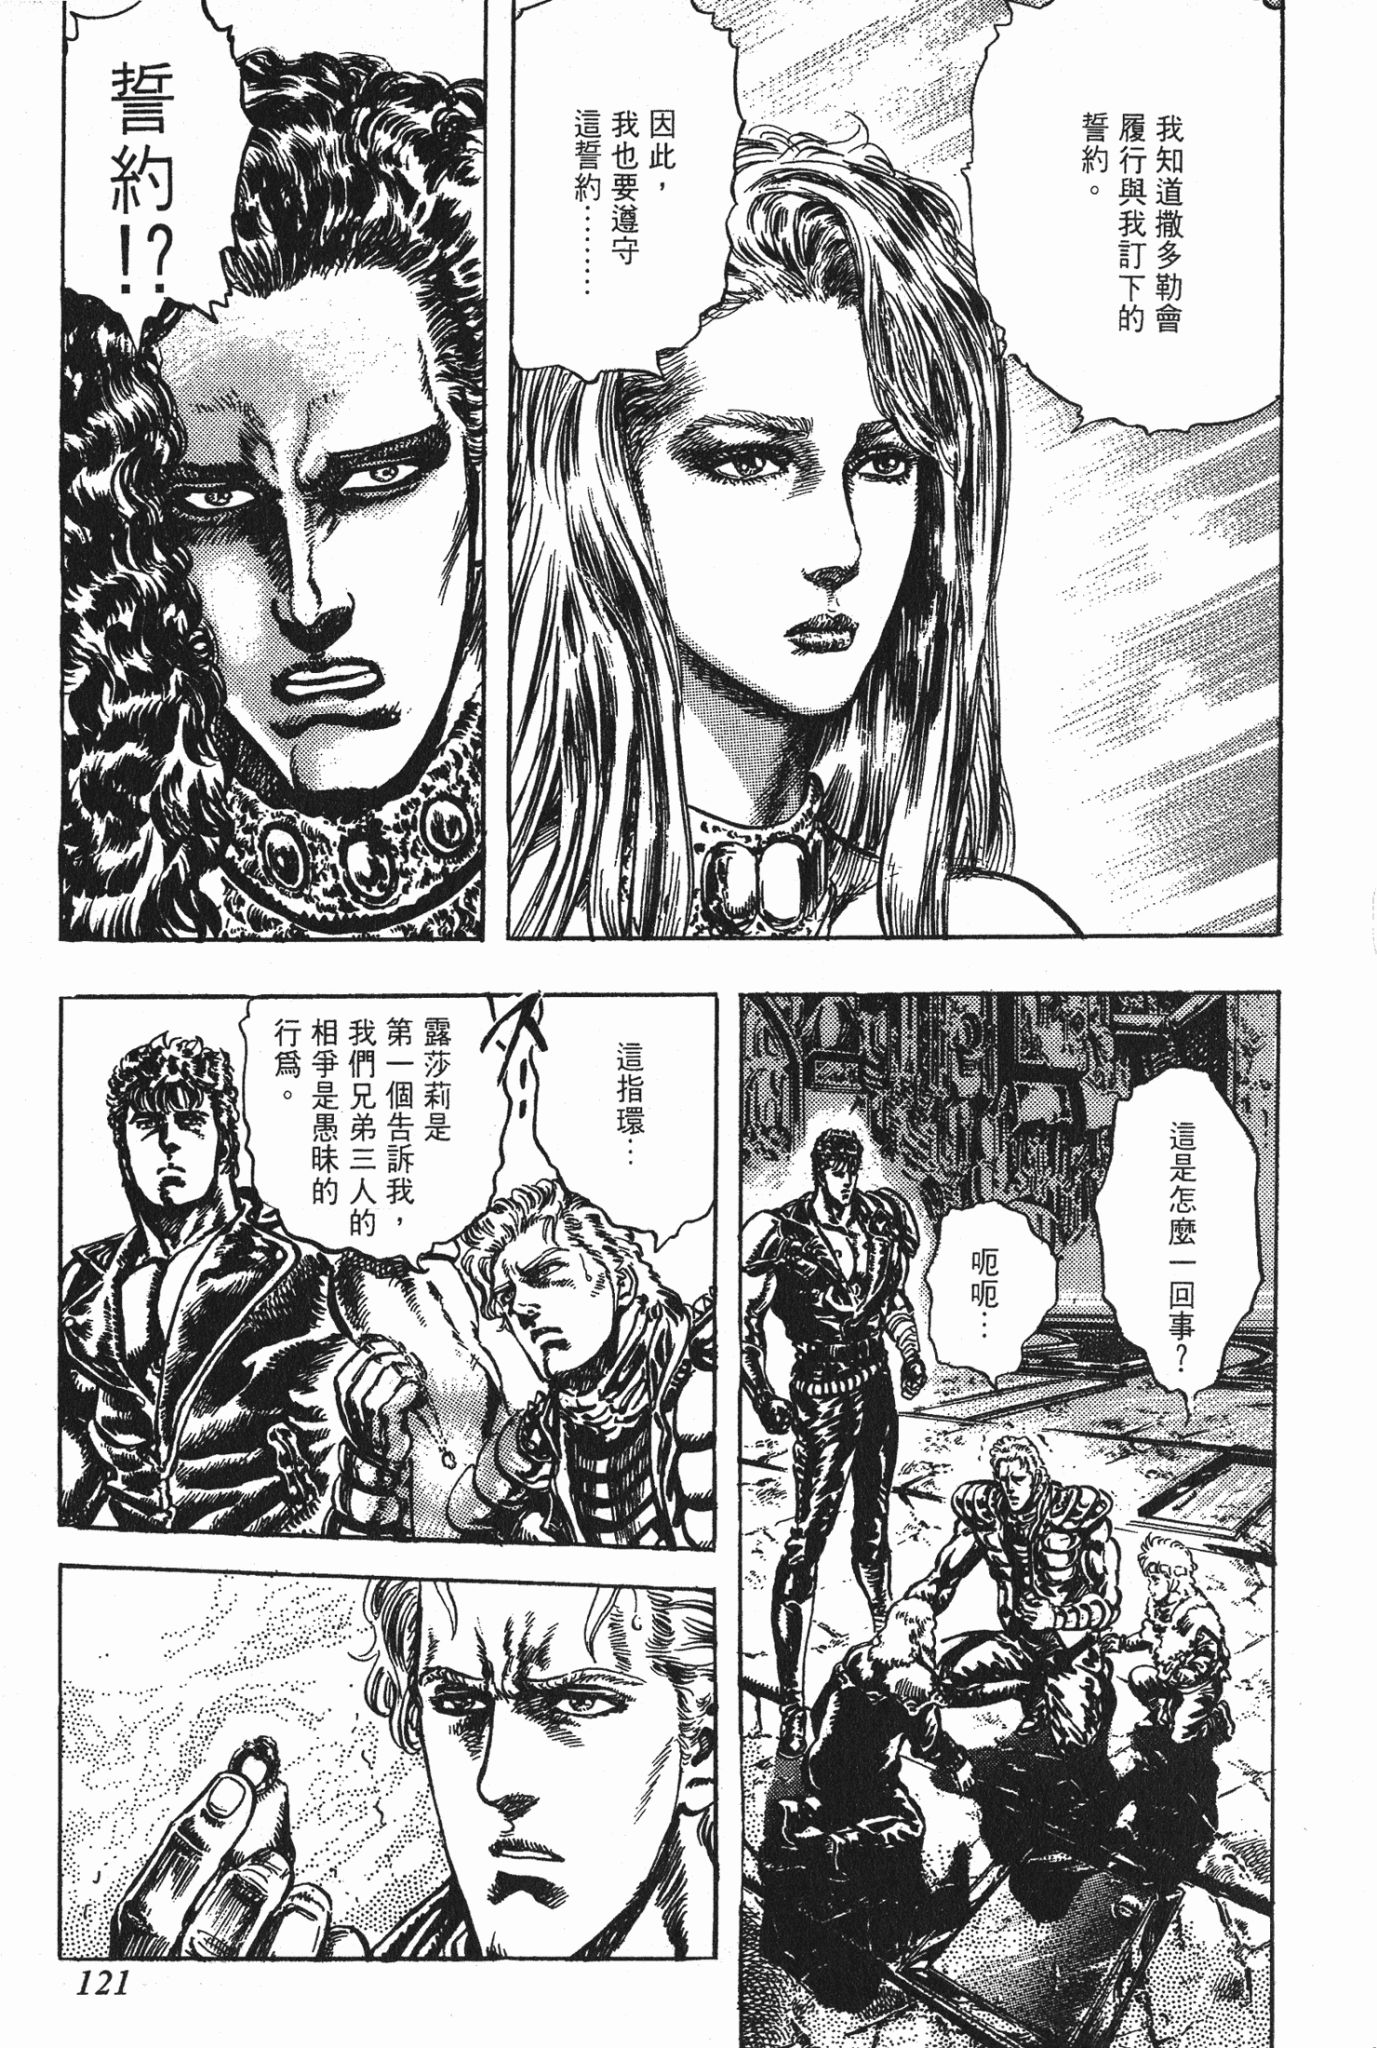 我知道撒多勒會
履行與我訂下的
誓約。
因此，
我也要遵守
這誓約………
誓約!?
這是怎麼一回事?
呃呃…
這指環…
露莎莉是
第一個告訴我，
我們兄弟三人的
相爭是愚昧的
行爲。
121